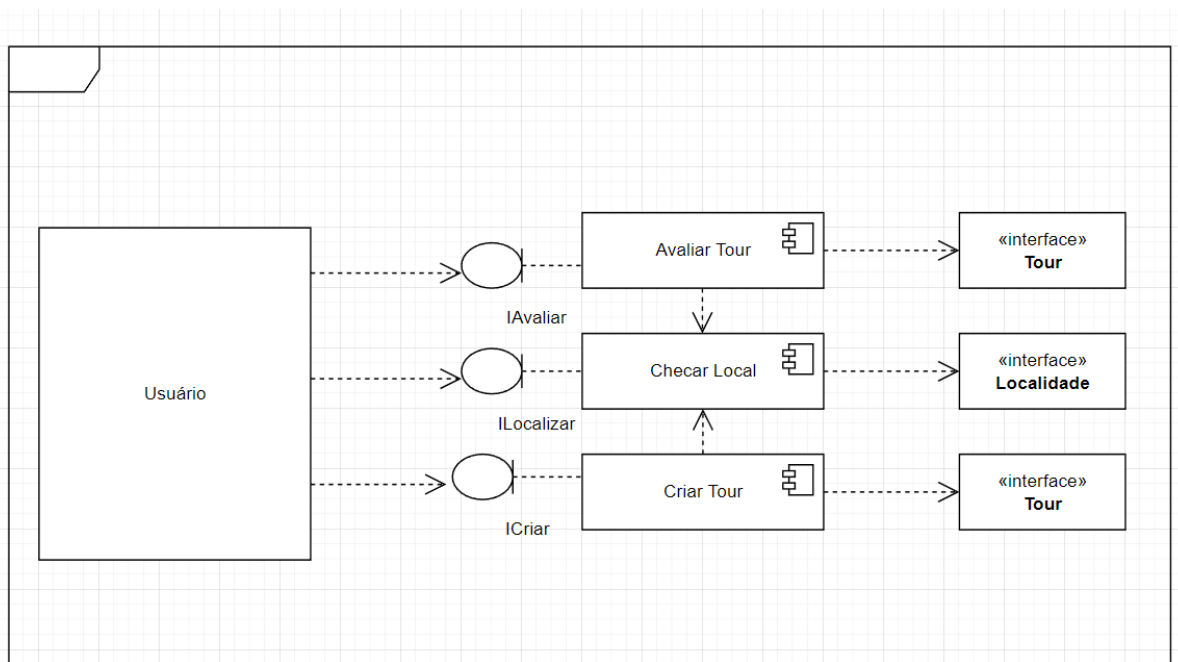 Usuário
IAvaliar
ILocalizar
ICriar
Avaliar Tour
Checar Local
Criar Tour
«interface»
Tour
«interface»
Localidade
«interface»
Tour